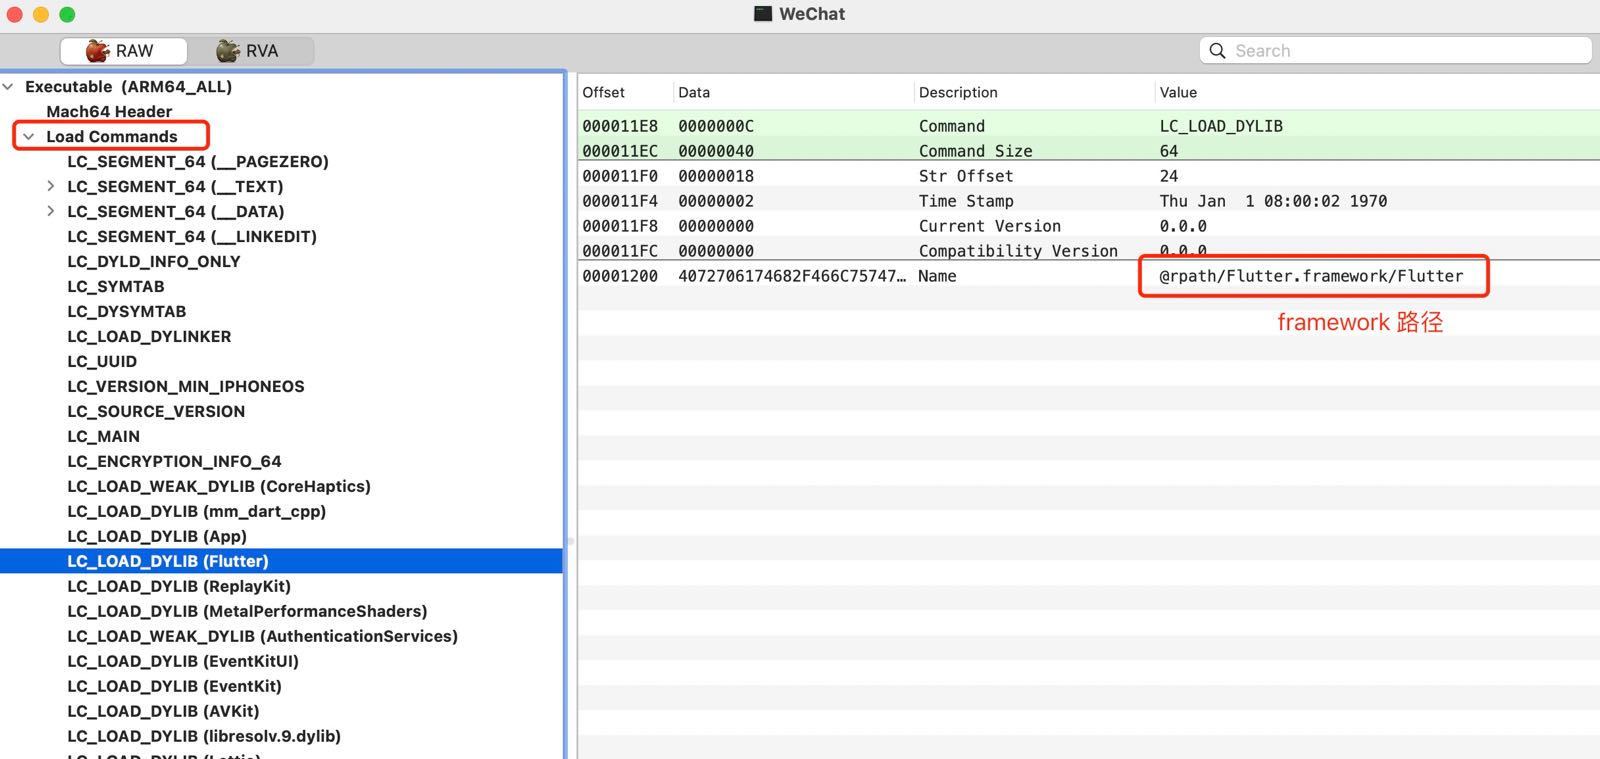 WeChat
RAW
RVA
Search
Executable (ARM64_ALL)
Mach64 Header
Load Commands
LC_SEGMENT_64 (__PAGEZERO)
LC_SEGMENT_64 (__TEXT)
LC_SEGMENT_64 (__DATA)
LC_SEGMENT_64 (__LINKEDIT)
LC_DYLD_INFO_ONLY
LC_SYMTAB
LC_DYSYMTAB
LC_LOAD_DYLINKER
LC_UUID
LC_VERSION_MIN_IPHONEOS
LC_SOURCE_VERSION
LC_MAIN
LC_ENCRYPTION_INFO_64
LC_LOAD_WEAK_DYLIB (CoreHaptics)
LC_LOAD_DYLIB (mm_dart_cpp)
LC_LOAD_DYLIB (App)
LC_LOAD_DYLIB (Flutter)
LC_LOAD_DYLIB (ReplayKit)
LC_LOAD_DYLIB (MetalPerformanceShaders)
LC_LOAD_WEAK_DYLIB (AuthenticationServices)
LC_LOAD_DYLIB (EventKitUI)
LC_LOAD_DYLIB (EventKit)
LC_LOAD_DYLIB (AVKit)
LC_LOAD_DYLIB (libresolv.9.dylib)
Offset Data Description Value
000011E8 0000000C Command LC_LOAD_DYLIB
000011EC 00000040 Command Size 64
000011F0 00000018 Str Offset 24
000011F4 00000002 Time Stamp Thu Jan  1 08:00:02 1970
000011F8 00000000 Current Version 0.0.0
000011FC 00000000 Compatibility Version 0.0.0
00001200 4072706174682F466C75747… Name @rpath/Flutter.framework/Flutter
framework 路径